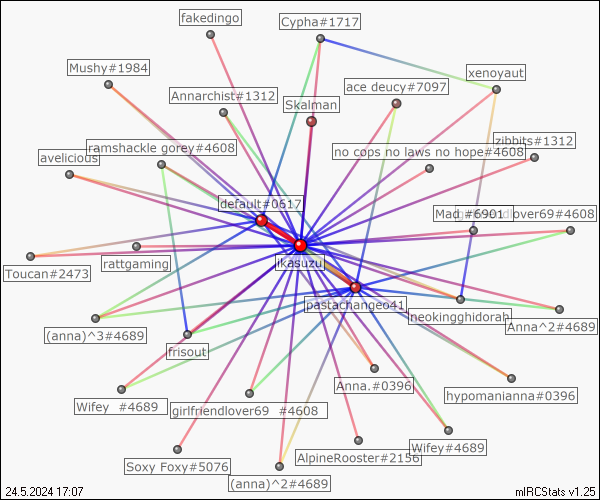 fakedingo
Cypha#1717
Mushy#1984
xenoyaut
ace deucy#7097
Annarchist#1312
Skalman
zibbits#1312
ramshackle gorey#4608
no cops no laws no hope#4608
avelicious
default#0617
Mad
#6901
dlover69#4608
ikasuzu
rattgaming
Toucan#2473
pastachangeo41
neokingghidorah
Anna^2#4689
(anna)^3#4689
frisout
Anna.#0396
hypomanianna#0396
Wifey #4689
girlfriendlover69 #4608
Wifey#4689
AlpineRooster#2156
Soxy Foxy#5076
(anna)^2#4689
24.5.2024 17:07
mIRCStats v1.25